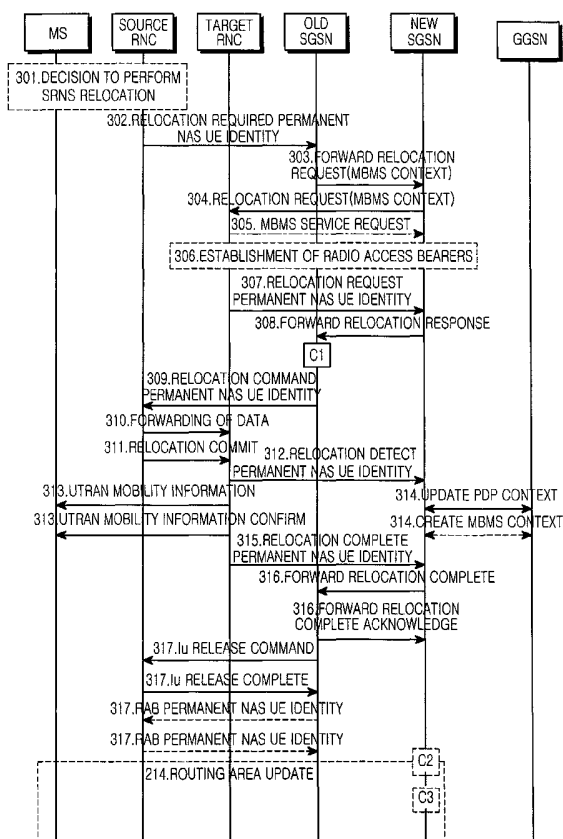 MS
SOURCE
RNC
TARGET
RNC
OLD
SGSN
NEW
SGSN
GGSN
301.DECISION TO PERFORM
SRNS RELOCATION
302.RELOCATION REQUIRED PERMANENT
NAS UE IDENTITY
303.FORWARD RELOCATION
REQUEST(MBMS CONTEXT)
304.RELOCATION REQUEST(MBMS CONTEXT)
305. MBMS SERVICE REQUEST
306.ESTABLISHMENT OF RADIO ACCESS BEARERS
307.RELOCATION REQUEST
PERMANENT NAS UE IDENTITY
308.FORWARD RELOCATION RESPONSE
C1
309.RELOCATION COMMAND
PERMANENT NAS UE IDENTITY
310.FORWARDING OF DATA
311.RELOCATION COMMIT
312.RELOCATION DETECT
PERMANENT NAS UE IDENTITY
313.UTRAN MOBILITY INFORMATION
314.UPDATE PDP CONTEXT
313.UTRAN MOBILITY INFORMATION CONFIRM
314.CREATE MBMS CONTEXT
315.RELOCATION COMPLETE
PERMANENT NAS UE IDENTITY
316.FORWARD RELOCATION COMPLETE
316.FORWARD RELOCATION
COMPLETE ACKNOWLEDGE
317.Iu RELEASE COMMAND
317.Iu RELEASE COMPLETE
317.RAB PERMANENT NAS UE IDENTITY
317.RAB PERMANENT NAS UE IDENTITY
C2
214.ROUTING AREA UPDATE
C3